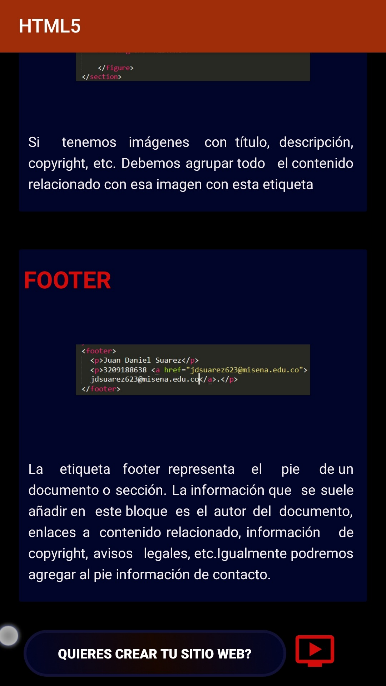 HTML5
</figure>
</section>
Si tenemos imágenes con título, descripción,
copyright, etc. Debemos agrupar todo el contenido
relacionado con esa imagen con esta etiqueta
FOOTER
<footer>
<p>Juan Daniel Suarez</p>
<p>3209188638 <a href="jdsuarez623@misena.edu.co">
jdsuarez623@misena.edu.co</a>.</p>
</footer>
La etiqueta footer representa el pie de un
documento o sección. La información que se suele
añadir en este bloque es el autor del documento,
enlaces a contenido relacionado, información de
copyright, avisos legales, etc.Igualmente podremos
agregar al pie información de contacto.
QUIERES CREAR TU SITIO WEB?